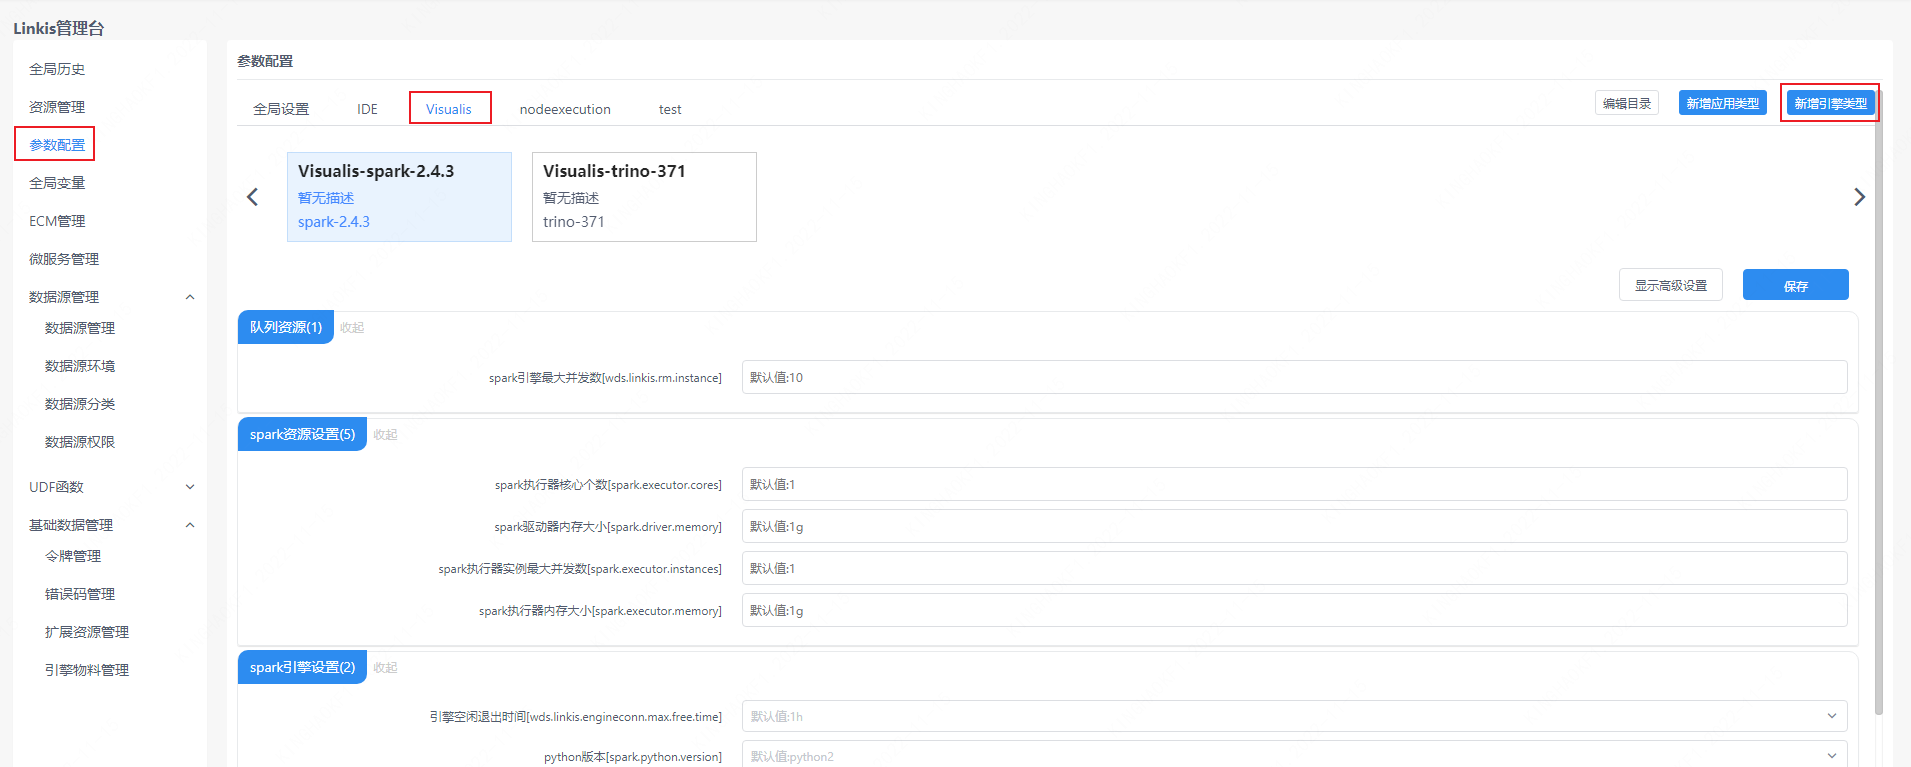 Linkis管理台
全局历史
资源管理
参数配置
全局变量
ECM管理
微服务管理
数据源管理
数据源管理
数据源环境
数据源分类
数据源权限
UDF函数
基础数据管理
令牌管理
错误码管理
扩展资源管理
引擎物料管理
参数配置
全局设置 IDE Visualis nodeexecution test 编辑目录 新增应用类型 新增引擎类型
Visualis-spark-2.4.3
暂无描述
spark-2.4.3
Visualis-trino-371
暂无描述
trino-371
显示高级设置 保存
队列资源(1) 收起
spark引擎最大并发数[wds.linkis.rm.instance] 默认值:10
spark资源设置(5) 收起
spark执行器核心个数[spark.executor.cores] 默认值:1
spark驱动器内存大小[spark.driver.memory] 默认值:1g
spark执行器实例最大并发数[spark.executor.instances] 默认值:1
spark执行器内存大小[spark.executor.memory] 默认值:1g
spark引擎设置(2) 收起
引擎空闲退出时间[wds.linkis.engineconn.max.free.time] 默认值:1h
python版本[spark.python.version] 默认值:python2